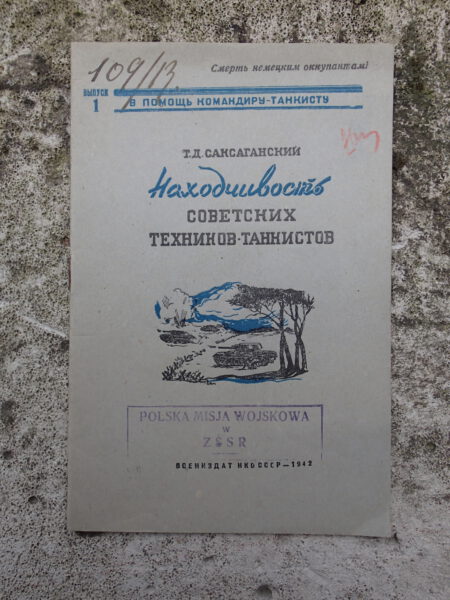 109/13.
Смерть немецким оккупантам!
ВЫПУСК
1
В ПОМОЩЬ КОМАНДИРУ-ТАНКИСТУ
Т.Д. САКСАГАНСКИЙ
Находчивость
СОВЕТСКИХ
ТЕХНИКОВ-ТАНКИСТОВ
POLSKA MISJA WOJSKOWA
W
ZSSR
ВОЕНИЗДАТ НКО СССР—1942